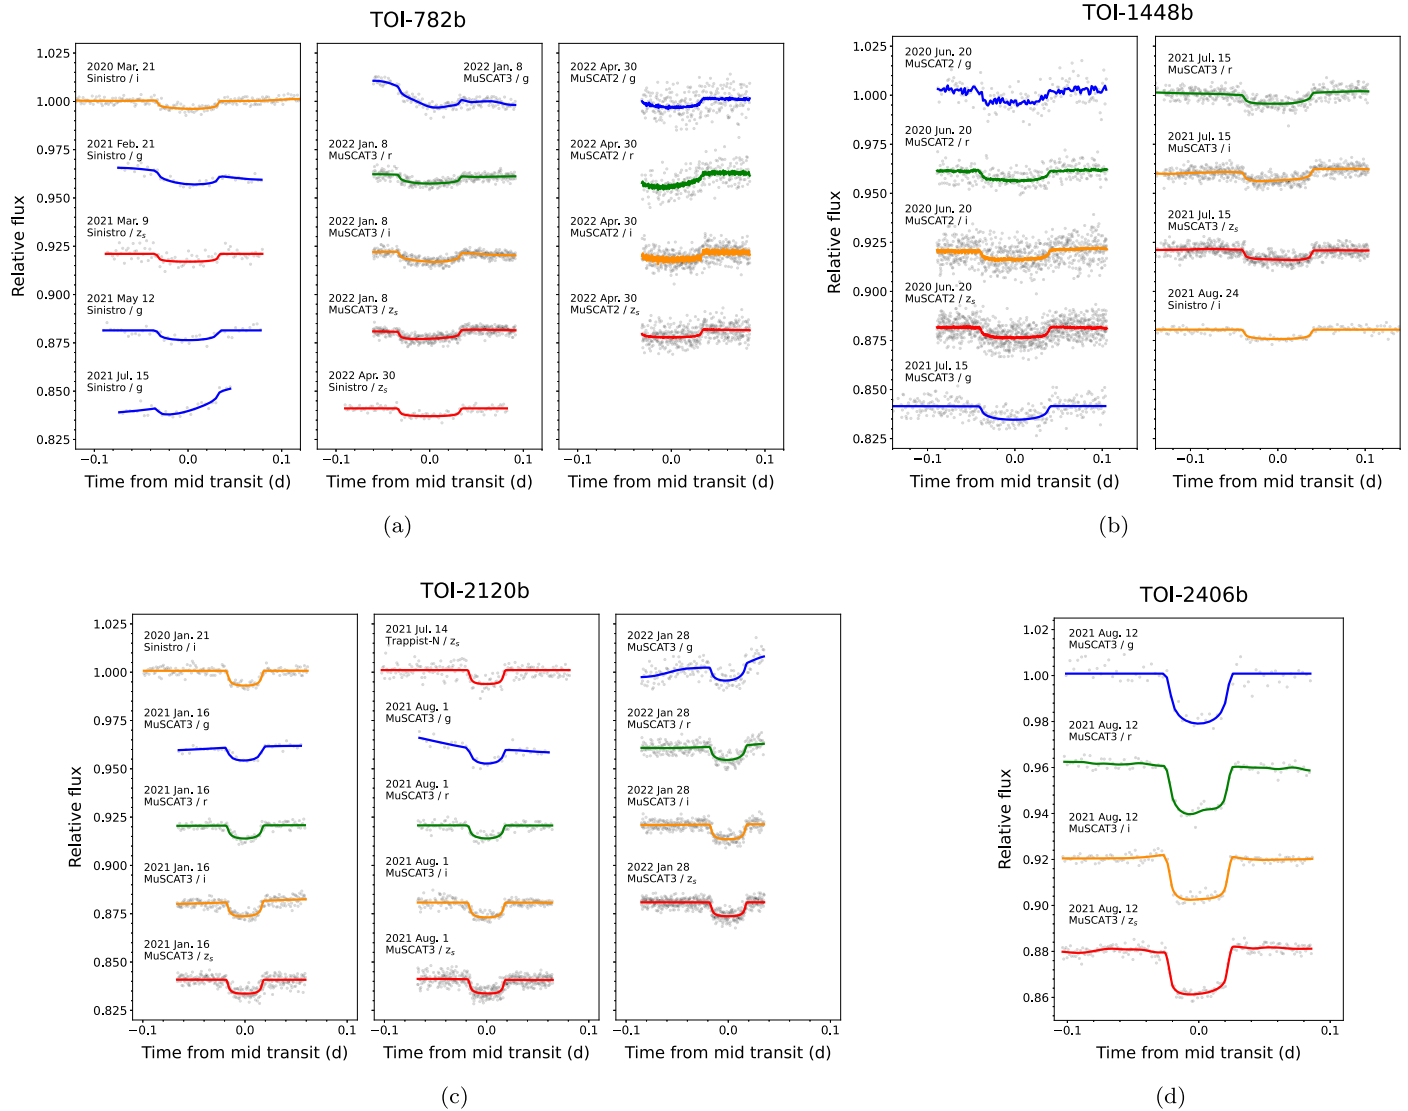 TOI-782b
1.025
1.000
0.975
0.950
0.925
0.900
0.875
0.850
0.825
Relative flux
2020 Mar. 21
Sinistro / i
2021 Feb. 21
Sinistro / g
2021 Mar. 9
Sinistro / zs
2021 May 12
Sinistro / g
2021 Jul. 15
Sinistro / g
−0.1 0.0 0.1
Time from mid transit (d)
2022 Jan. 8
MuSCAT3 / g
2022 Jan. 8
MuSCAT3 / r
2022 Jan. 8
MuSCAT3 / i
2022 Jan. 8
MuSCAT3 / zs
2022 Apr. 30
Sinistro / zs
−0.1 0.0 0.1
Time from mid transit (d)
2022 Apr. 30
MuSCAT2 / g
2022 Apr. 30
MuSCAT2 / r
2022 Apr. 30
MuSCAT2 / i
2022 Apr. 30
MuSCAT2 / zs
−0.1 0.0 0.1
Time from mid transit (d)
(a)
TOI-1448b
1.025
1.000
0.975
0.950
0.925
0.900
0.875
0.850
0.825
Relative flux
2020 Jun. 20
MuSCAT2 / g
2020 Jun. 20
MuSCAT2 / r
2020 Jun. 20
MuSCAT2 / i
2020 Jun. 20
MuSCAT2 / zs
2021 Jul. 15
MuSCAT3 / g
−0.1 0.0 0.1
Time from mid transit (d)
2021 Jul. 15
MuSCAT3 / r
2021 Jul. 15
MuSCAT3 / i
2021 Jul. 15
MuSCAT3 / zs
2021 Aug. 24
Sinistro / i
−0.1 0.0 0.1
Time from mid transit (d)
(b)
TOI-2120b
1.025
1.000
0.975
0.950
0.925
0.900
0.875
0.850
0.825
Relative flux
2020 Jan. 21
Sinistro / i
2021 Jan. 16
MuSCAT3 / g
2021 Jan. 16
MuSCAT3 / r
2021 Jan. 16
MuSCAT3 / i
2021 Jan. 16
MuSCAT3 / zs
−0.1 0.0 0.1
Time from mid transit (d)
2021 Jul. 14
Trappist-N / zs
2021 Aug. 1
MuSCAT3 / g
2021 Aug. 1
MuSCAT3 / r
2021 Aug. 1
MuSCAT3 / i
2021 Aug. 1
MuSCAT3 / zs
−0.1 0.0 0.1
Time from mid transit (d)
2022 Jan 28
MuSCAT3 / g
2022 Jan 28
MuSCAT3 / r
2022 Jan 28
MuSCAT3 / i
2022 Jan 28
MuSCAT3 / zs
−0.1 0.0 0.1
Time from mid transit (d)
(c)
TOI-2406b
1.02
1.00
0.98
0.96
0.94
0.92
0.90
0.88
0.86
Relative flux
2021 Aug. 12
MuSCAT3 / g
2021 Aug. 12
MuSCAT3 / r
2021 Aug. 12
MuSCAT3 / i
2021 Aug. 12
MuSCAT3 / zs
−0.1 0.0 0.1
Time from mid transit (d)
(d)